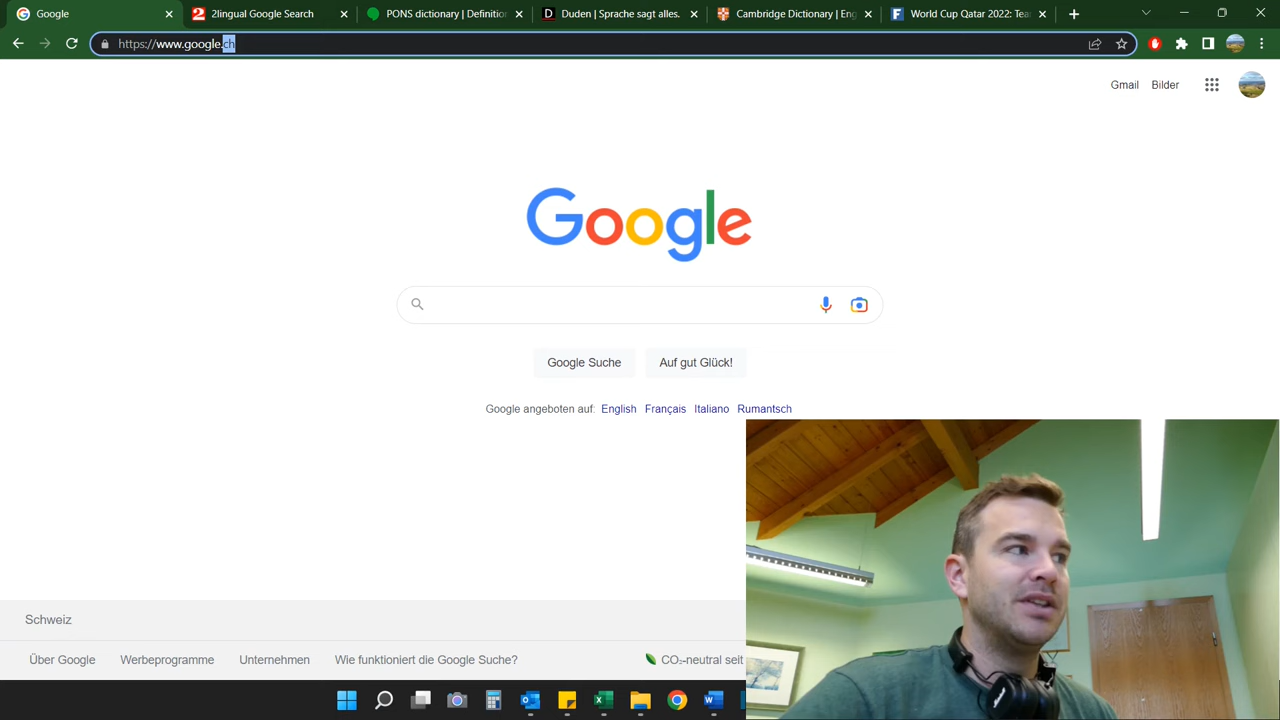 Google
2lingual Google Search
PONS dictionary | Definition
Duden | Sprache sagt alles.
Cambridge Dictionary | Eng
World Cup Qatar 2022: Tea
https://www.google.ch
Gmail Bilder
Google
Google Suche Auf gut Glück!
Google angeboten auf: English Français Italiano Rumantsch
Schweiz
Über Google Werbeprogramme Unternehmen Wie funktioniert die Google Suche? CO₂-neutral seit